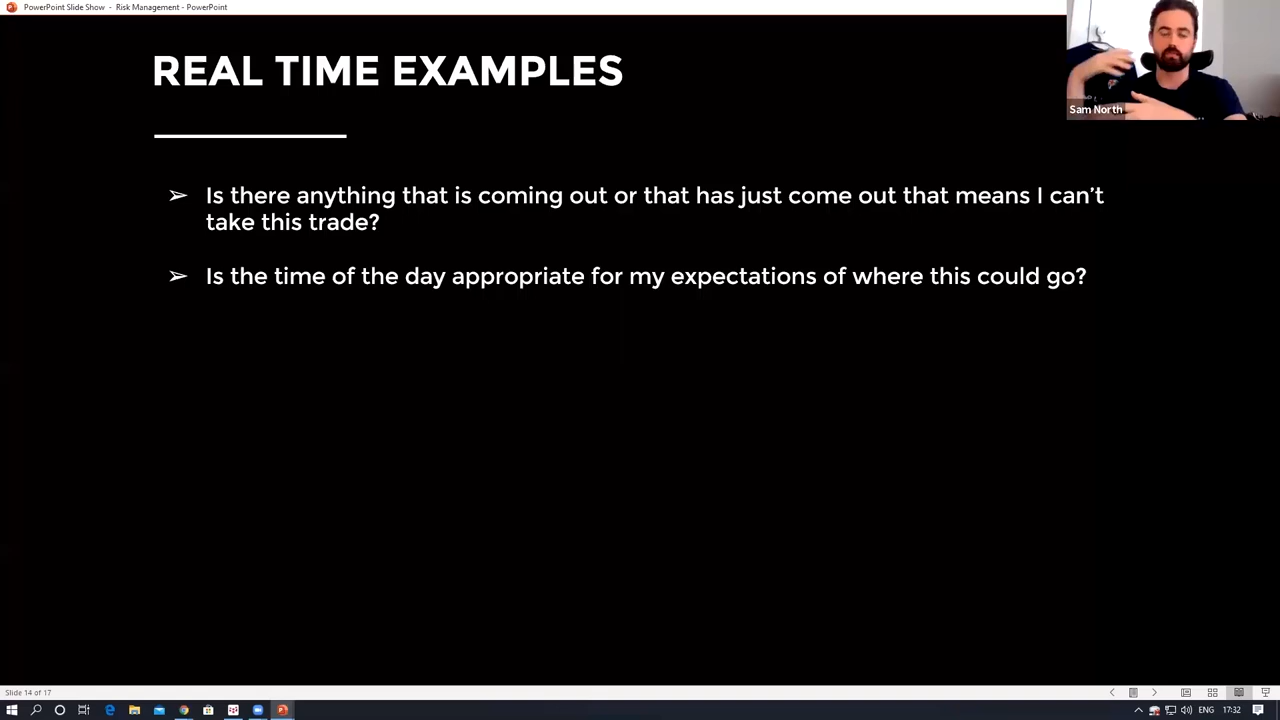 PowerPoint Slide Show - Risk Management - PowerPoint
REAL TIME EXAMPLES
Sam North
➢ Is there anything that is coming out or that has just come out that means I can’t
take this trade?
➢ Is the time of the day appropriate for my expectations of where this could go?
Slide 14 of 17
ENG 17:32